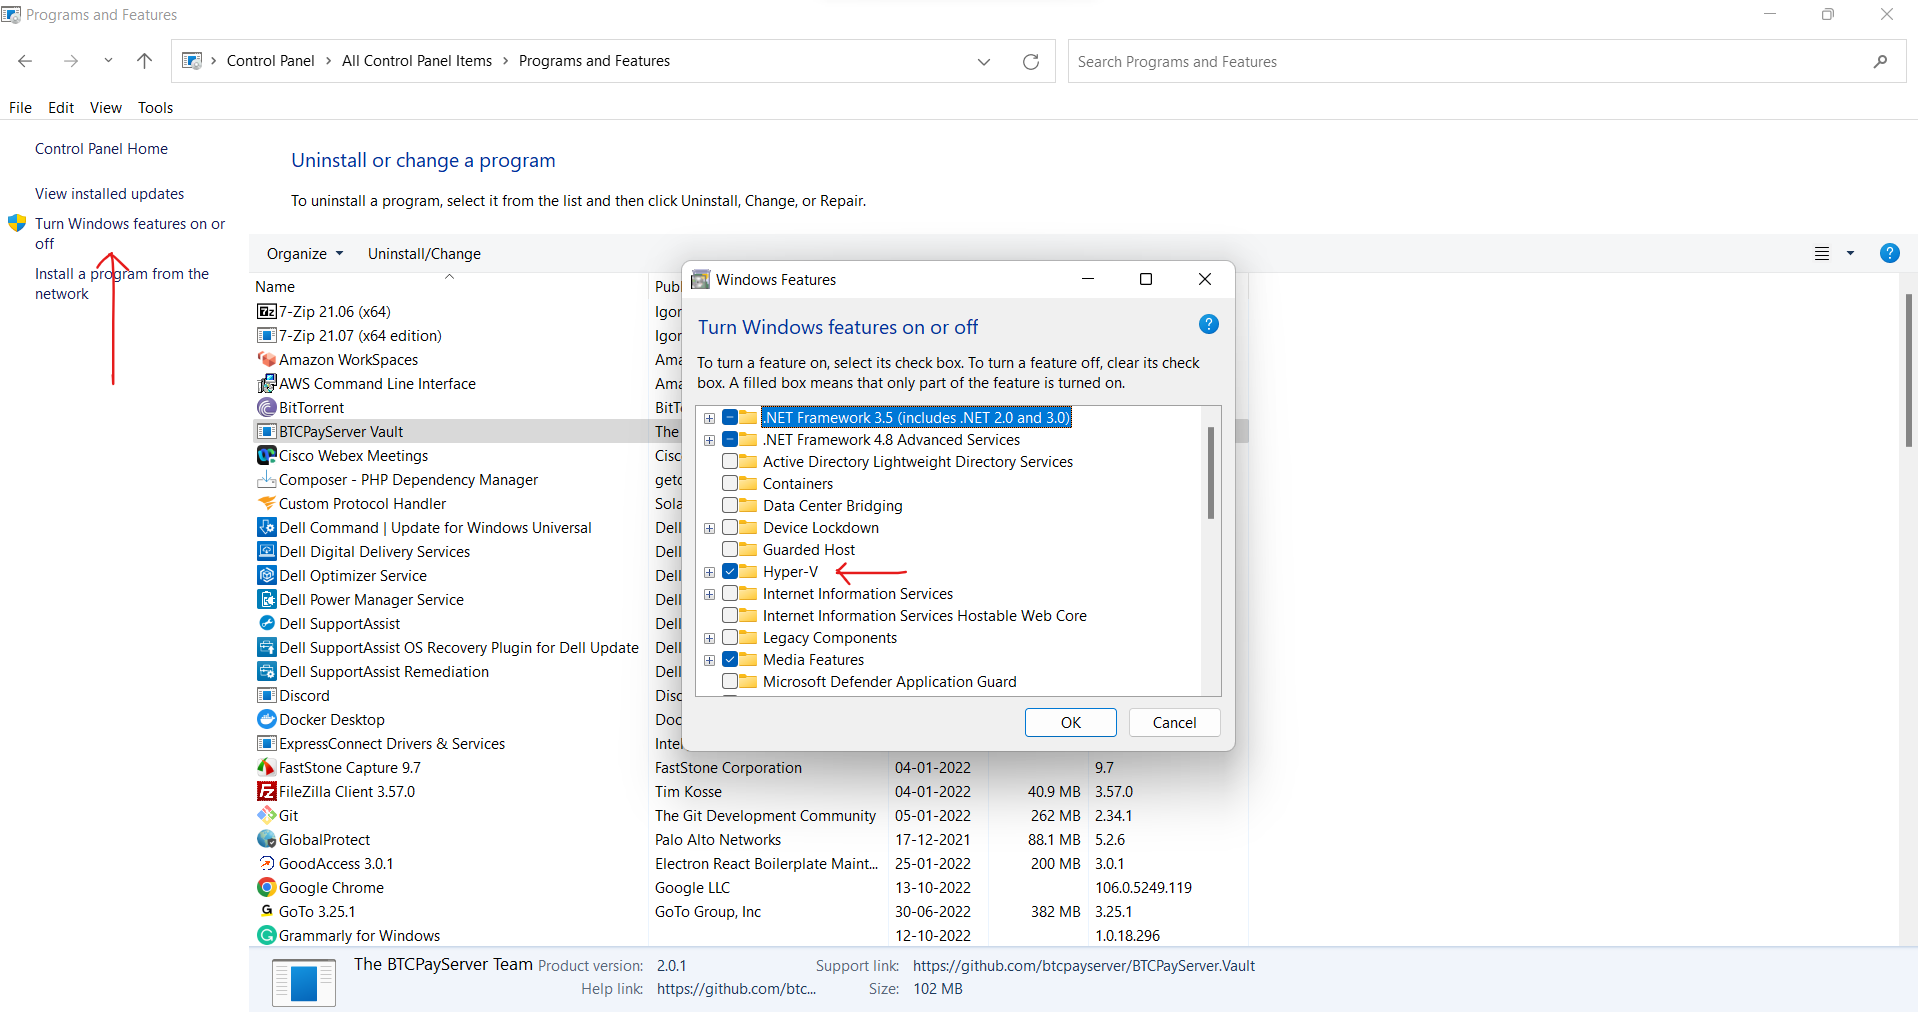 Programs and Features
Control Panel › All Control Panel Items › Programs and Features
Search Programs and Features
File Edit View Tools
Control Panel Home
View installed updates
Turn Windows features on or
off
Install a program from the
network
Uninstall or change a program
To uninstall a program, select it from the list and then click Uninstall, Change, or Repair.
Organize Uninstall/Change
Name
7-Zip 21.06 (x64)
7-Zip 21.07 (x64 edition)
Amazon WorkSpaces
AWS Command Line Interface
BitTorrent
BTCPayServer Vault The
Cisco Webex Meetings
Composer - PHP Dependency Manager
Custom Protocol Handler
Dell Command | Update for Windows Universal Dell
Dell Digital Delivery Services Dell
Dell Optimizer Service Dell
Dell Power Manager Service Dell
Dell SupportAssist Dell
Dell SupportAssist OS Recovery Plugin for Dell Update Dell
Dell SupportAssist Remediation Dell
Discord
Docker Desktop
ExpressConnect Drivers & Services
FastStone Capture 9.7 FastStone Corporation 04-01-2022 9.7
FileZilla Client 3.57.0 Tim Kosse 04-01-2022 40.9 MB 3.57.0
Git The Git Development Community 05-01-2022 262 MB 2.34.1
GlobalProtect Palo Alto Networks 17-12-2021 88.1 MB 5.2.6
GoodAccess 3.0.1 Electron React Boilerplate Maint... 25-01-2022 200 MB 3.0.1
Google Chrome Google LLC 13-10-2022 106.0.5249.119
GoTo 3.25.1 GoTo Group, Inc 30-06-2022 382 MB 3.25.1
Grammarly for Windows 12-10-2022 1.0.18.296
Windows Features
Turn Windows features on or off
To turn a feature on, select its check box. To turn a feature off, clear its check
box. A filled box means that only part of the feature is turned on.
.NET Framework 3.5 (includes .NET 2.0 and 3.0)
.NET Framework 4.8 Advanced Services
Active Directory Lightweight Directory Services
Containers
Data Center Bridging
Device Lockdown
Guarded Host
Hyper-V
Internet Information Services
Internet Information Services Hostable Web Core
Legacy Components
Media Features
Microsoft Defender Application Guard
OK Cancel
The BTCPayServer Team Product version: 2.0.1 Support link: https://github.com/btcpayserver/BTCPayServer.Vault
Help link: https://github.com/btc... Size: 102 MB